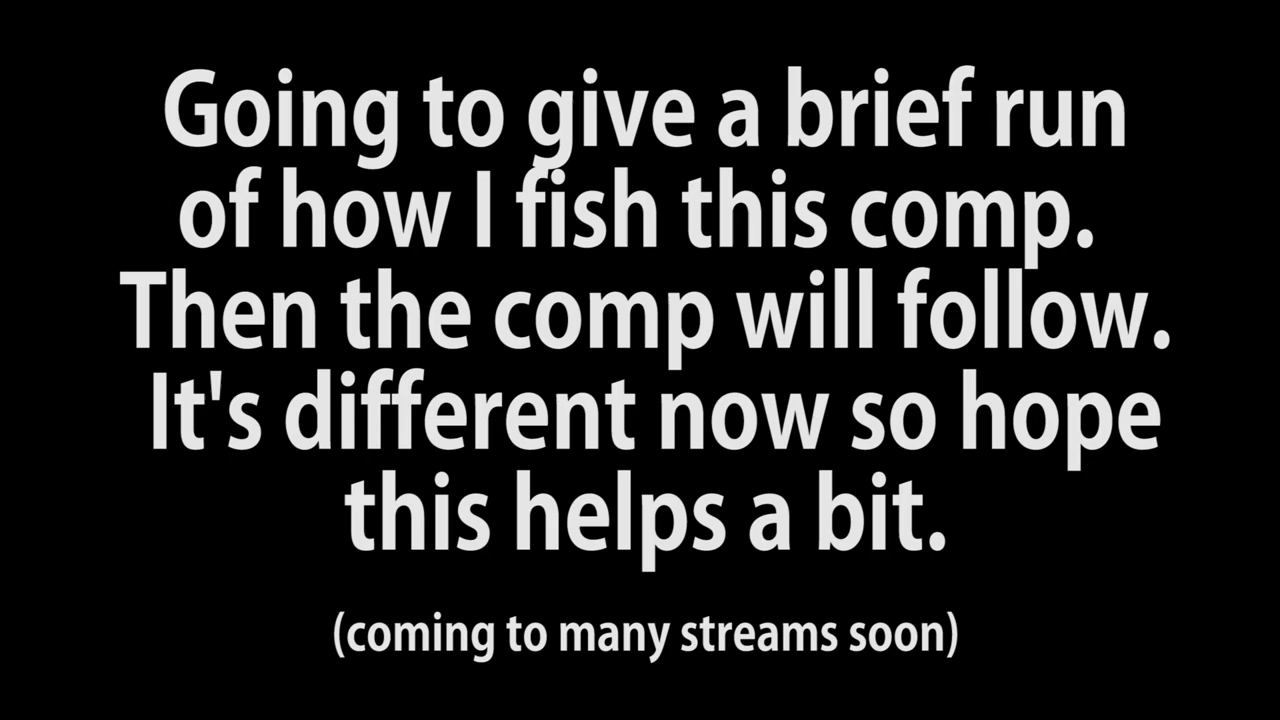 Going to give a brief run
of how I fish this comp.
Then the comp will follow.
It's different now so hope
this helps a bit.
(coming to many streams soon)